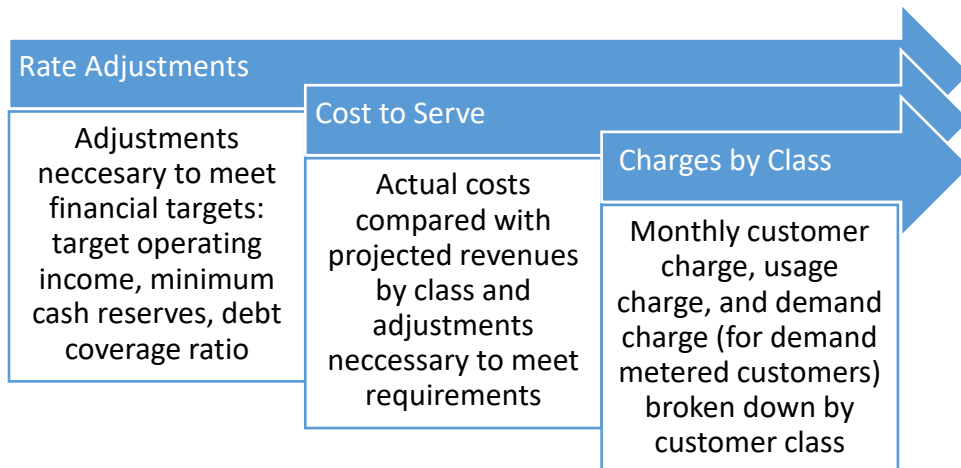 Rate Adjustments
Adjustments
neccesary to meet
financial targets:
target operating
income, minimum
cash reserves, debt
coverage ratio
Cost to Serve
Actual costs
compared with
projected revenues
by class and
adjustments
neccessary to meet
requirements
Charges by Class
Monthly customer
charge, usage
charge, and demand
charge (for demand
metered customers)
broken down by
customer class